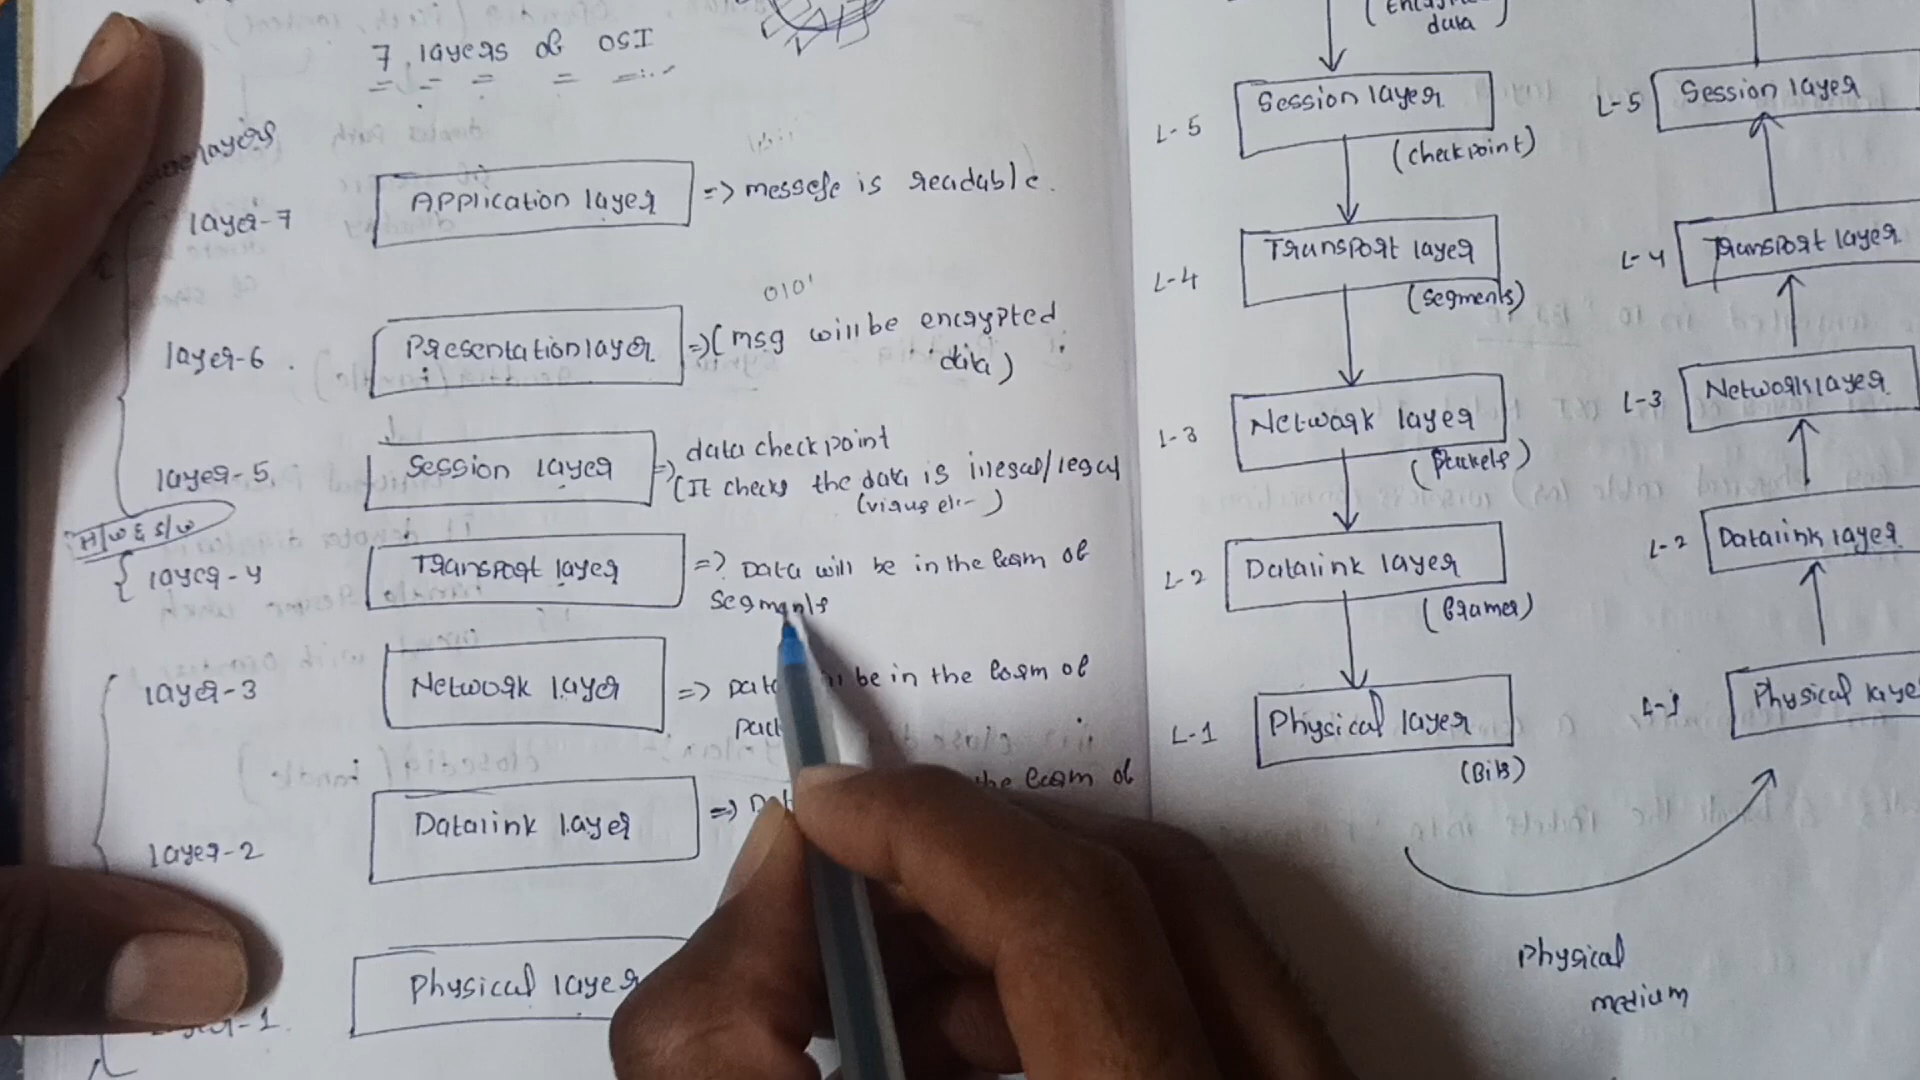 7 layers of OSI
layer-7
Application layer
=> messefe is readable.
010'
layer-6
Presentation layer
=> (msg will be encrypted
data)
layer-5
Session layer
=> data checkpoint
(It checks the data is illegal/legal
(virus etc- )
H/w & S/w
layer-4
Transport layer
=> Data will be in the form of
segments
layer-3
Network layer
=> be in the form of
layer-2
Datalink layer
=>
the form of
Physical layer
data
L-5
Session layer
(checkpoint)
L-4
Transport layer
(segments)
L-3
Network layer
(packets)
L-2
Datalink layer
(frames)
L-1
Physical layer
(Bits)
L-5
Session layer
L-4
Transport layer
L-3
Network layer
L-2
Datalink layer
L-1
Physical
Physical
medium